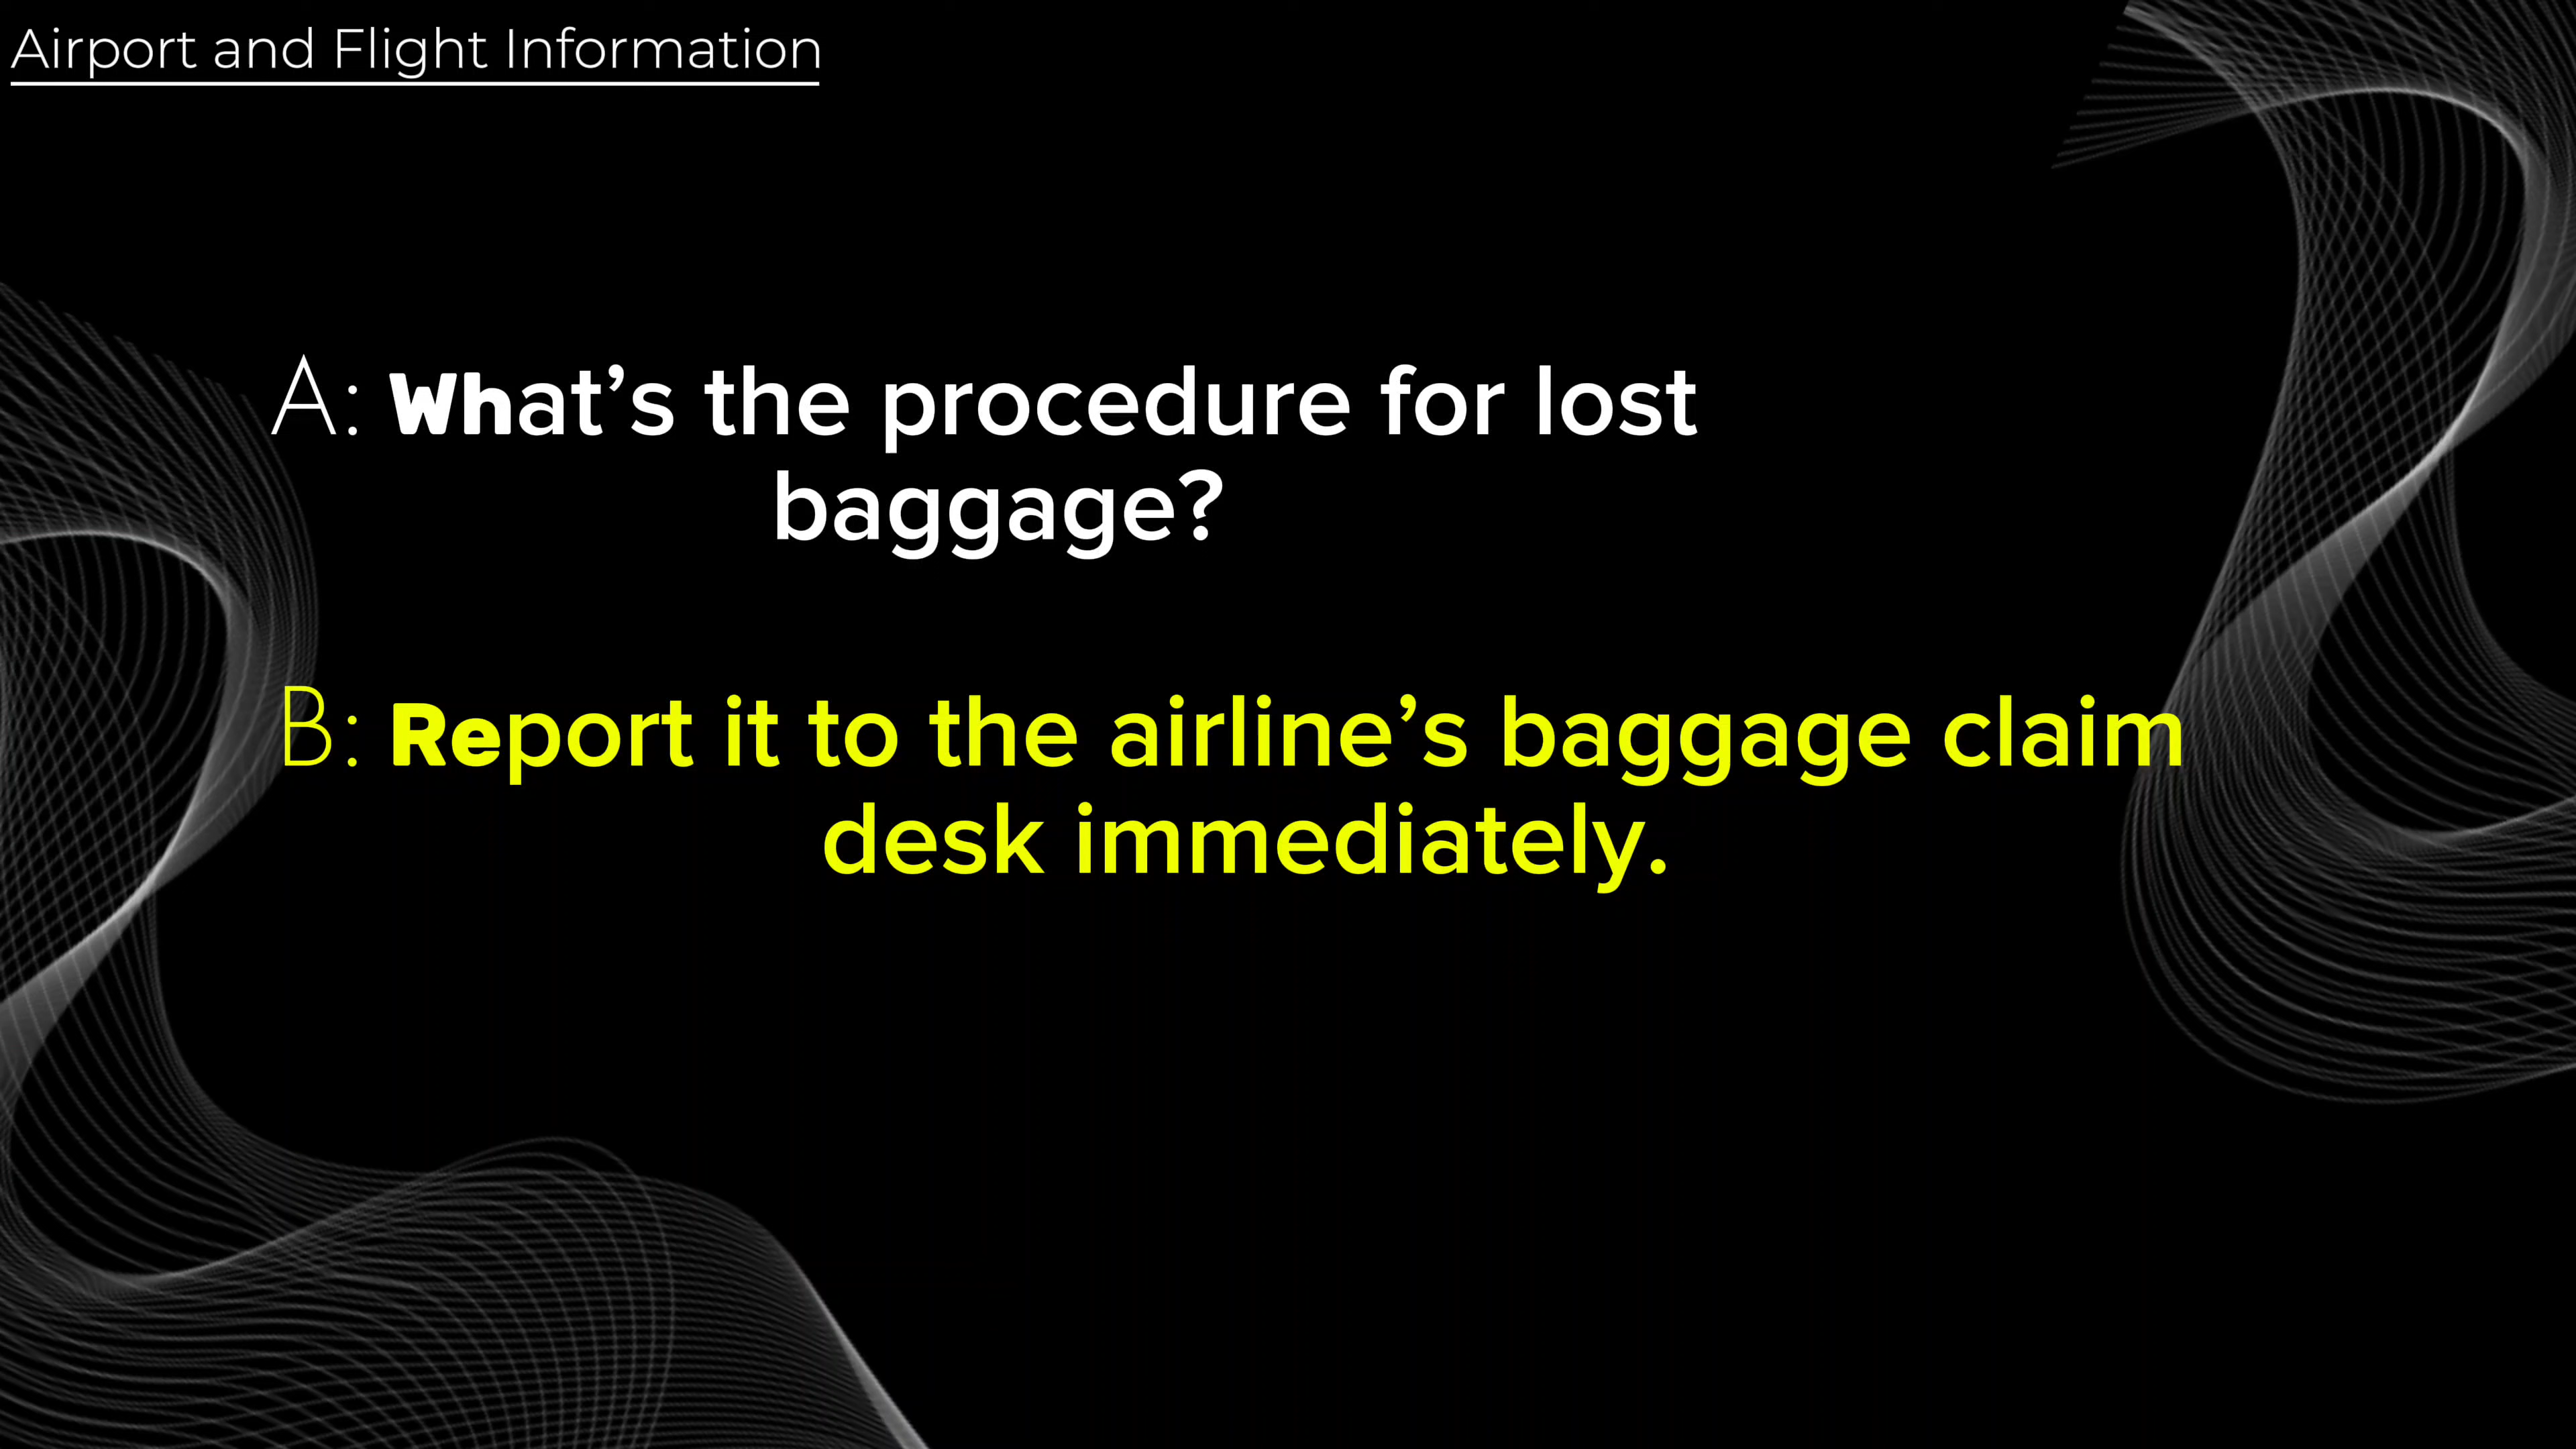 Airport and Flight Information
A: What’s the procedure for lost
baggage?
B: Report it to the airline’s baggage claim
desk immediately.